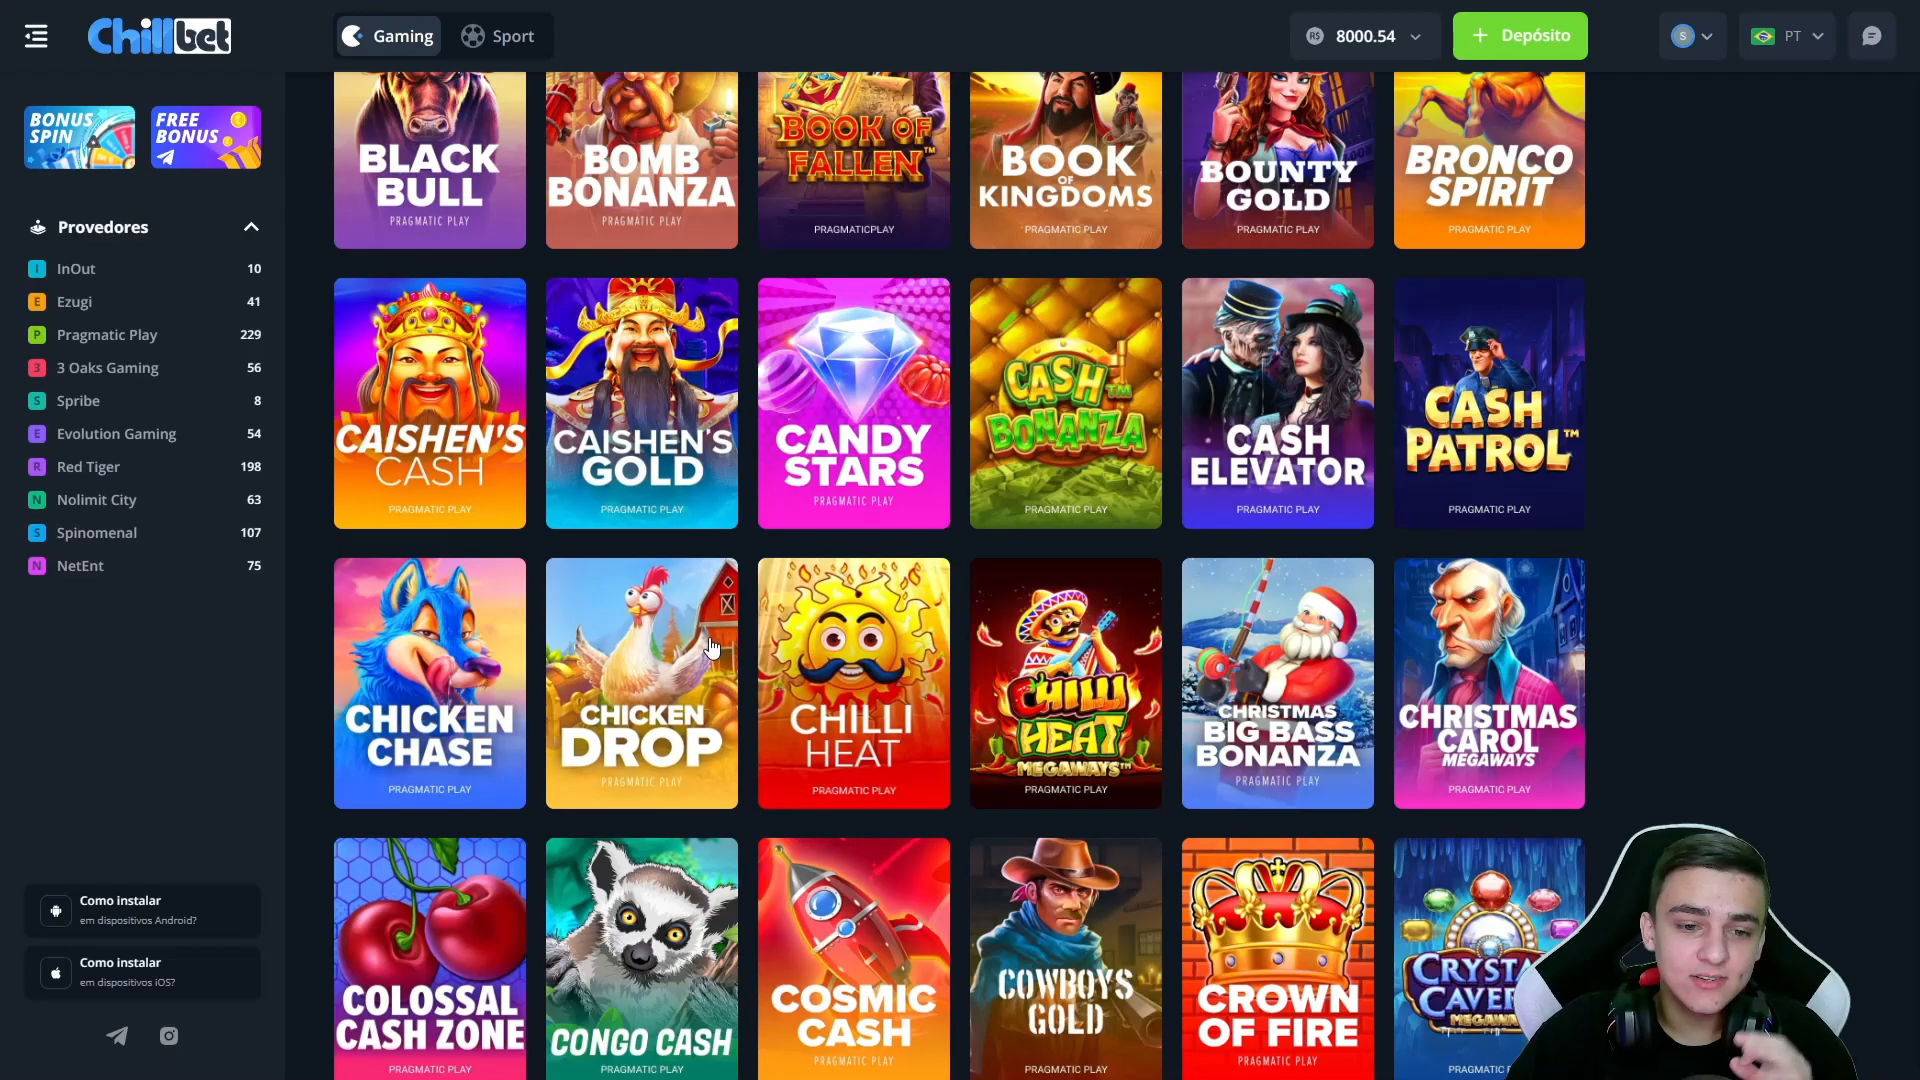 Chillbet
Gaming
Sport
R$
8000.54
+ Depósito
S
PT
BONUS
SPIN
FREE
BONUS
Provedores
I InOut 10
E Ezugi 41
P Pragmatic Play 229
3 3 Oaks Gaming 56
S Spribe 8
E Evolution Gaming 54
R Red Tiger 198
N Nolimit City 63
S Spinomenal 107
N NetEnt 75
Como instalar
em dispositivos Android?
Como instalar
em dispositivos iOS?
BLACK
BULL
PRAGMATIC PLAY
BOMB
BONANZA
PRAGMATIC PLAY
BOOK OF
FALLEN™
PRAGMATICPLAY
BOOK
OF
KINGDOMS
PRAGMATIC PLAY
BOUNTY
GOLD
PRAGMATIC PLAY
BRONCO
SPIRIT
PRAGMATIC PLAY
CAISHEN'S
CASH
PRAGMATIC PLAY
CAISHEN'S
GOLD
PRAGMATIC PLAY
CANDY
STARS
PRAGMATIC PLAY
CASH™
BONANZA
PRAGMATIC PLAY
CASH
ELEVATOR
PRAGMATIC PLAY
CASH
PATROL™
PRAGMATIC PLAY
CHICKEN
CHASE
PRAGMATIC PLAY
CHICKEN
DROP
PRAGMATIC PLAY
CHILLI
HEAT
PRAGMATIC PLAY
CHILLI
HEAT
MEGAWAYS™
PRAGMATIC PLAY
CHRISTMAS
BIG BASS
BONANZA
PRAGMATIC PLAY
CHRISTMAS
CAROL
MEGAWAYS
PRAGMATIC PLAY
COLOSSAL
CASH ZONE
PRAGMATIC PLAY
CONGO CASH
PRAGMATIC PLAY
COSMIC
CASH
PRAGMATIC PLAY
COWBOYS
GOLD
PRAGMATIC PLAY
CROWN
OF FIRE
PRAGMATIC PLAY